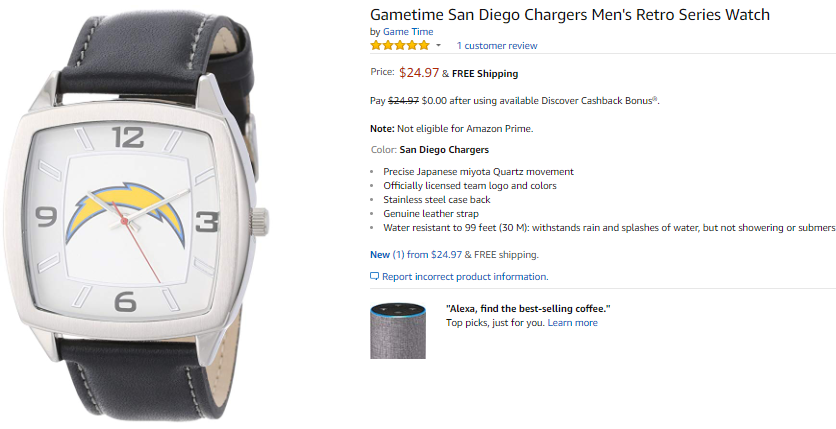 Gametime San Diego Chargers Men's Retro Series Watch
by Game Time
1 customer review
Price: $24.97 & FREE Shipping
Pay $24.97 $0.00 after using available Discover Cashback Bonus®.
Note: Not eligible for Amazon Prime.
Color: San Diego Chargers
Precise Japanese miyota Quartz movement
Officially licensed team logo and colors
Stainless steel case back
Genuine leather strap
Water resistant to 99 feet (30 M): withstands rain and splashes of water, but not showering or submers
New (1) from $24.97 & FREE shipping.
Report incorrect product information.
"Alexa, find the best-selling coffee."
Top picks, just for you. Learn more
12
9 3
6